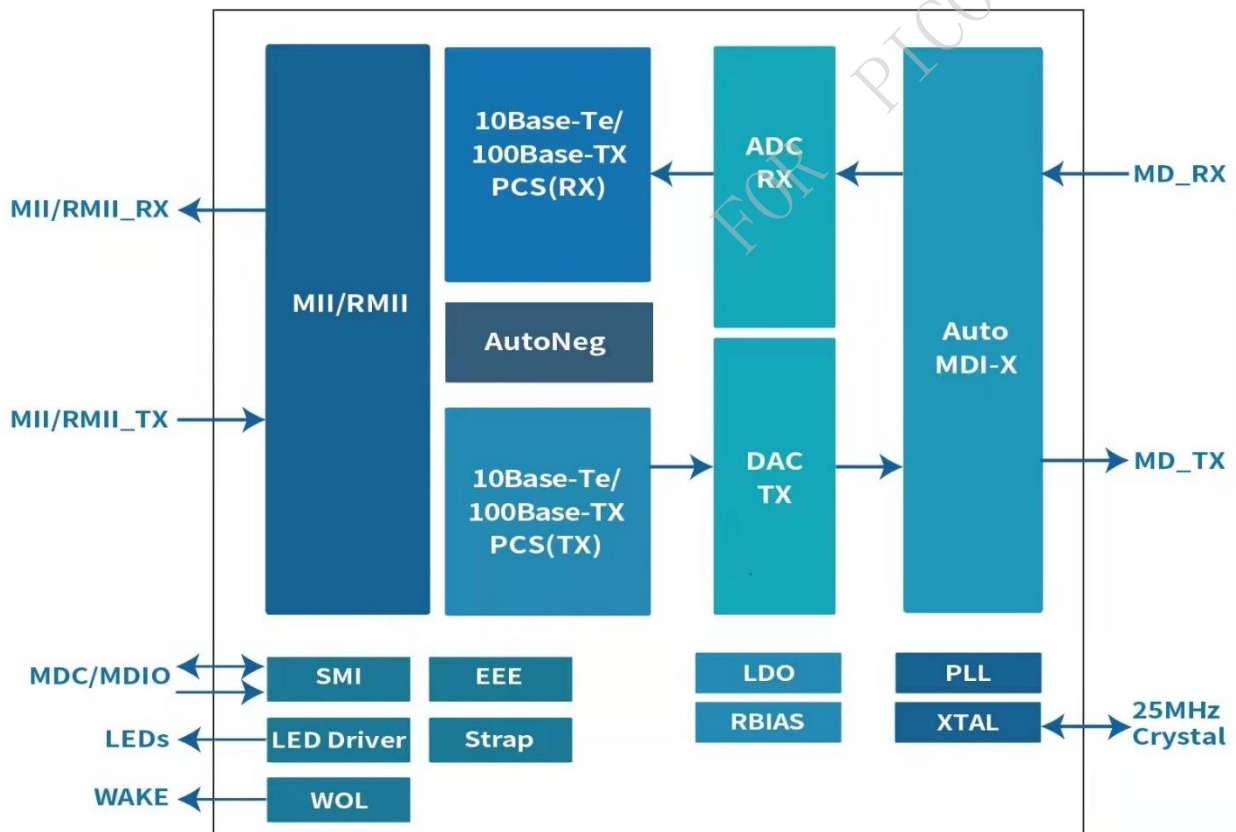 FOR PICO
10Base-Te/
100Base-TX
PCS(RX)
ADC
RX
MD_RX
MII/RMII_RX
MII/RMII
AutoNeg
Auto
MDI-X
MII/RMII_TX
10Base-Te/
100Base-TX
PCS(TX)
DAC
TX
MD_TX
MDC/MDIO
SMI
EEE
LDO
PLL
LEDs
LED Driver
Strap
RBIAS
XTAL
25MHz
Crystal
WAKE
WOL